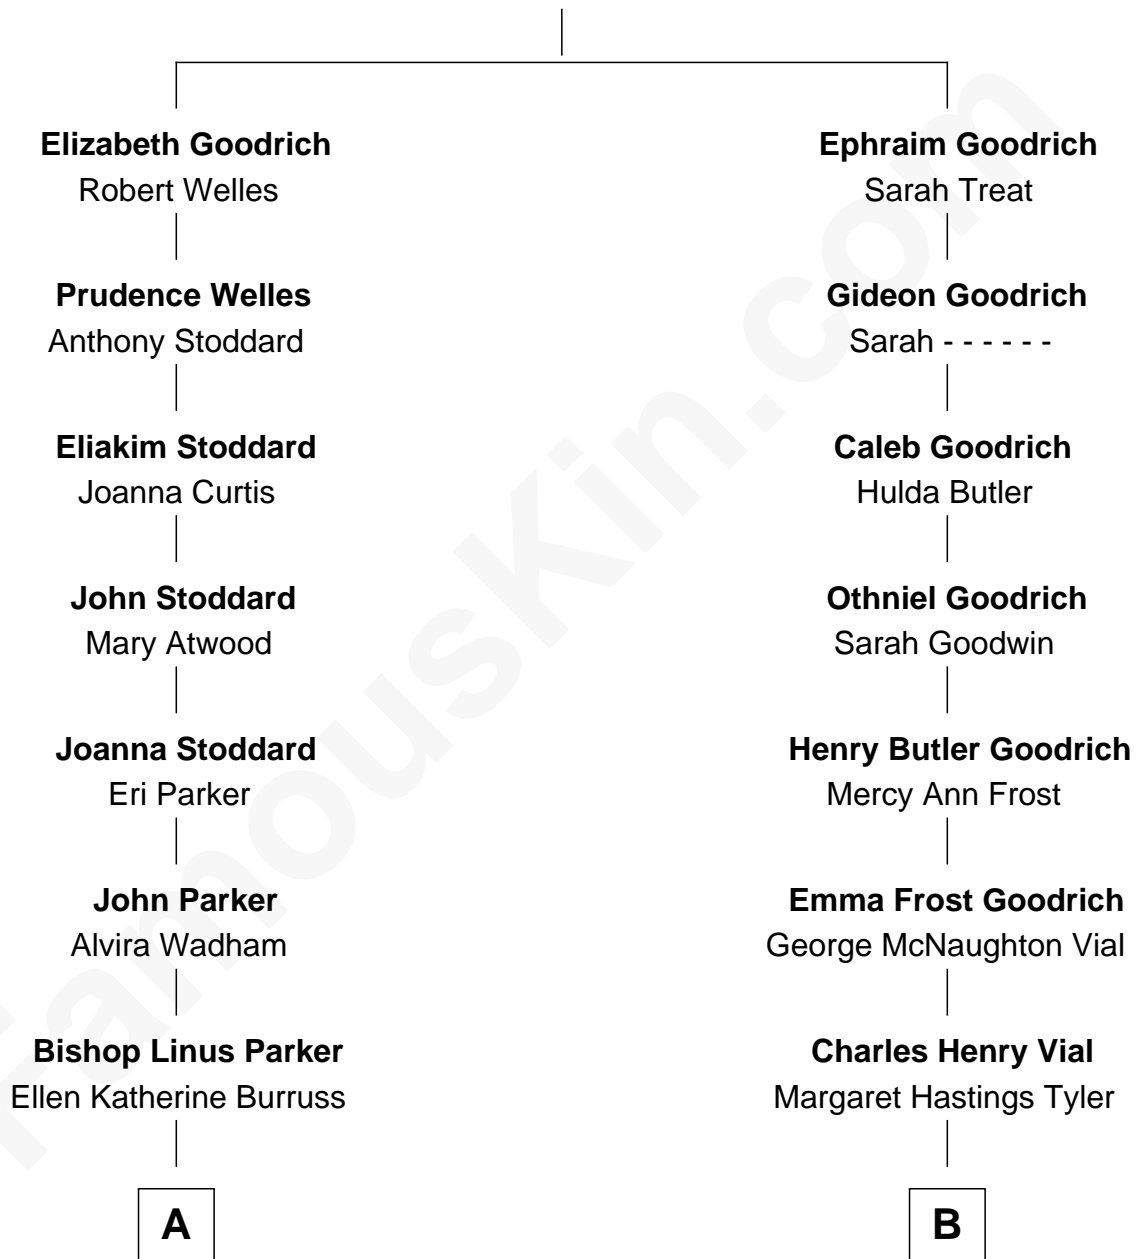 Elizabeth Goodrich
Robert Welles
Prudence Welles
Anthony Stoddard
Eliakim Stoddard
Joanna Curtis
John Stoddard
Mary Atwood
Joanna Stoddard
Eri Parker
John Parker
Alvira Wadham
Bishop Linus Parker
Ellen Katherine Burruss
A
Ephraim Goodrich
Sarah Treat
Gideon Goodrich
Sarah - - - - - -
Caleb Goodrich
Hulda Butler
Othniel Goodrich
Sarah Goodwin
Henry Butler Goodrich
Mercy Ann Frost
Emma Frost Goodrich
George McNaughton Vial
Charles Henry Vial
Margaret Hastings Tyler
B
FamousKin.com